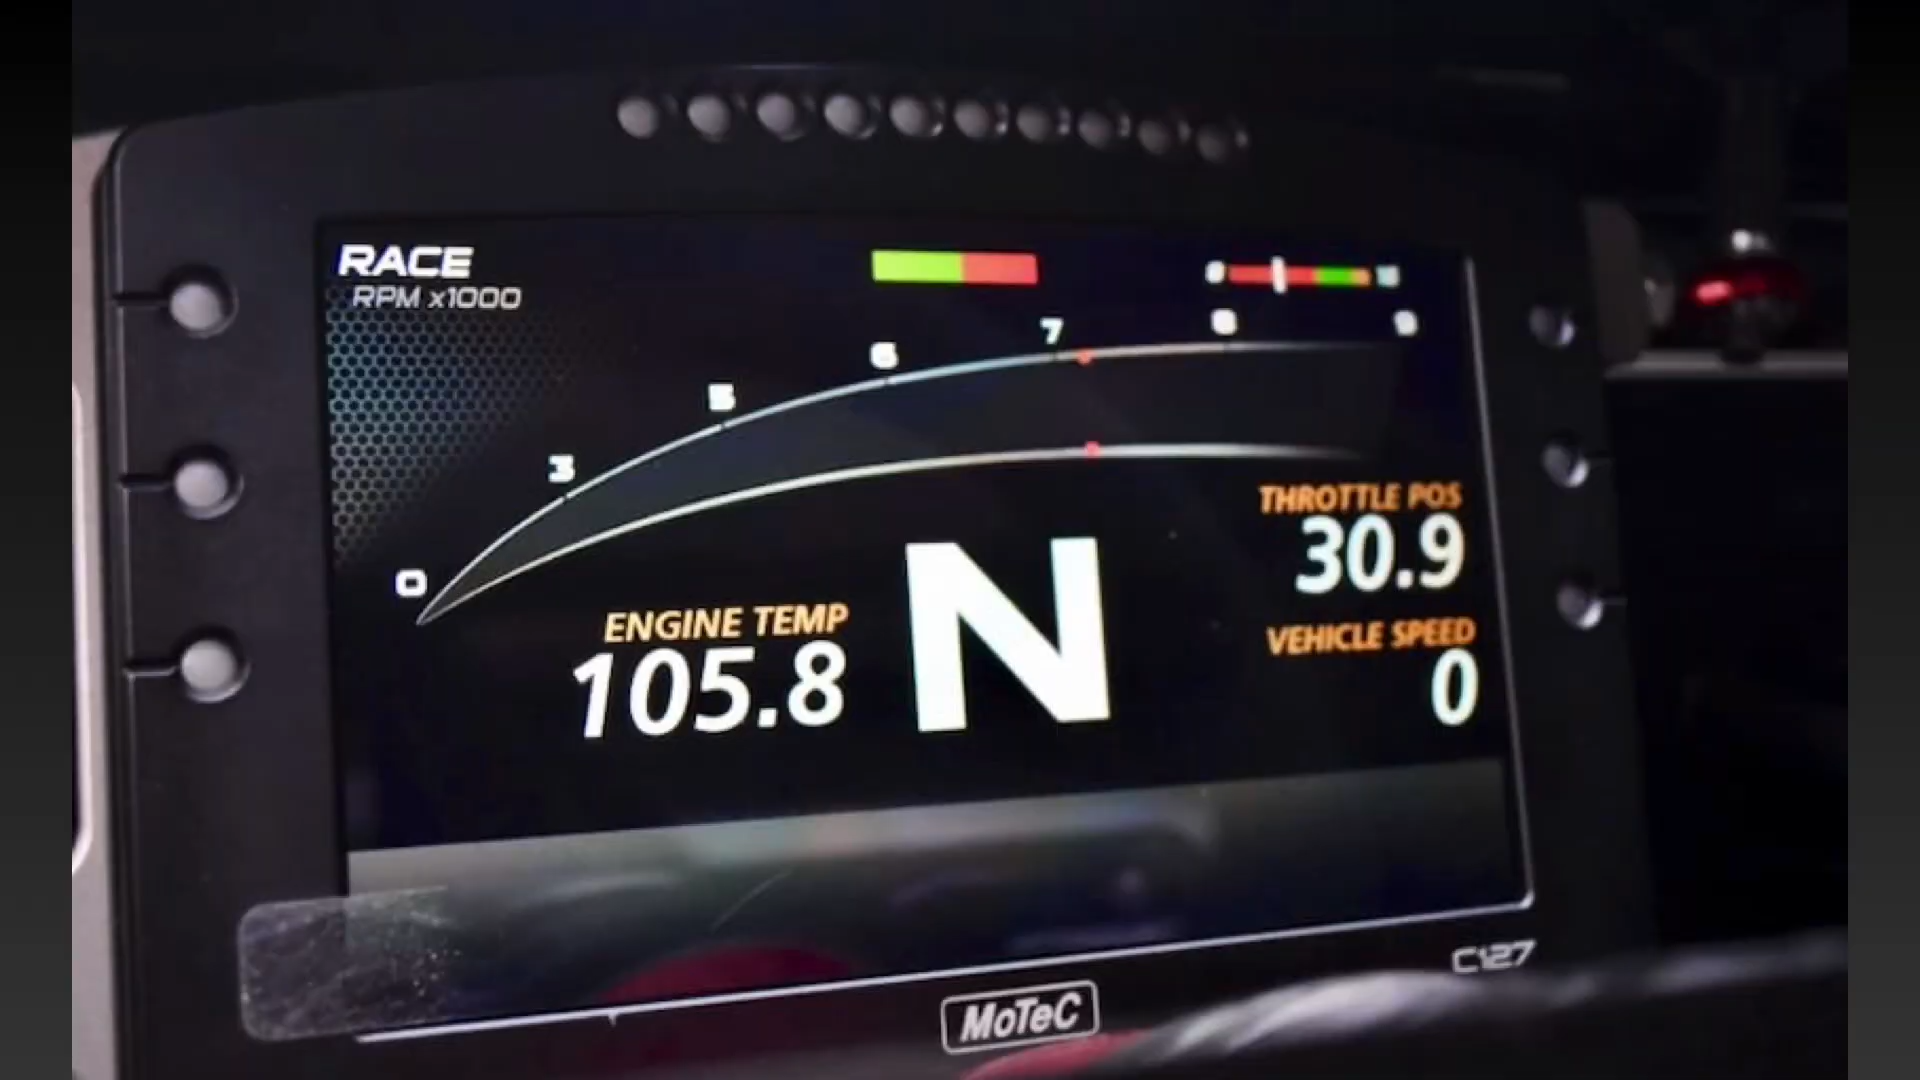 RACE
RPM x1000
0
3
5
6
7
8
9
ENGINE TEMP
105.8
N
THROTTLE POS
30.9
VEHICLE SPEED
0
C127
MoTeC